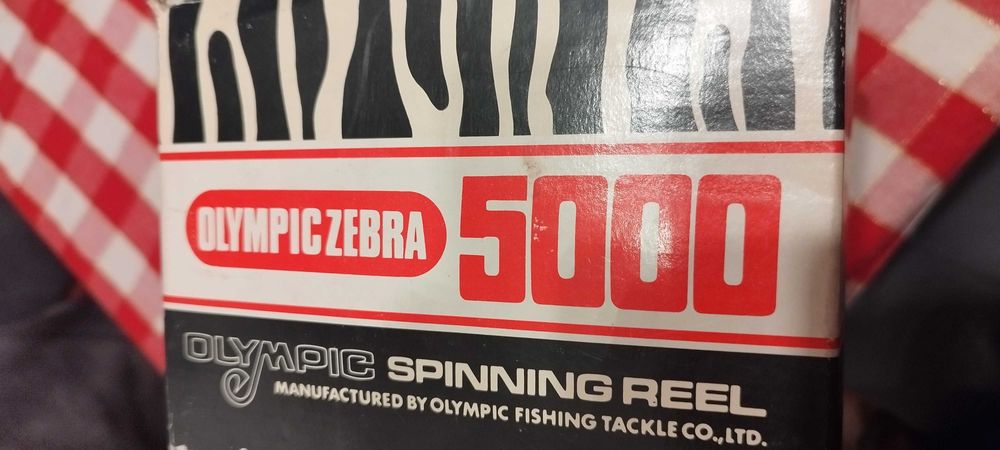 OLYMPIC ZEBRA 5000
OLYMPIC SPINNING REEL
MANUFACTURED BY OLYMPIC FISHING TACKLE CO.,LTD.